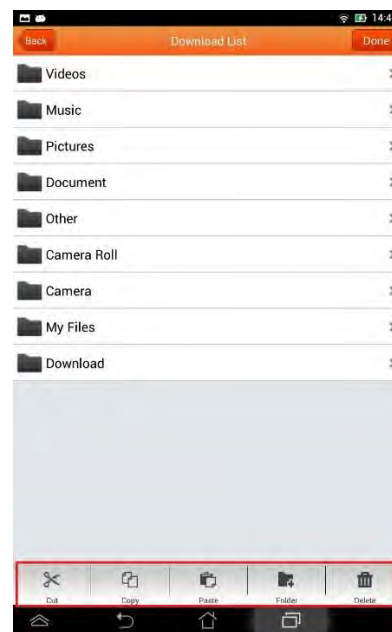 14:4
Back Download List Done
Videos
Music
Pictures
Document
Other
Camera Roll
Camera
My Files
Download
Cut Copy Paste Folder Delete